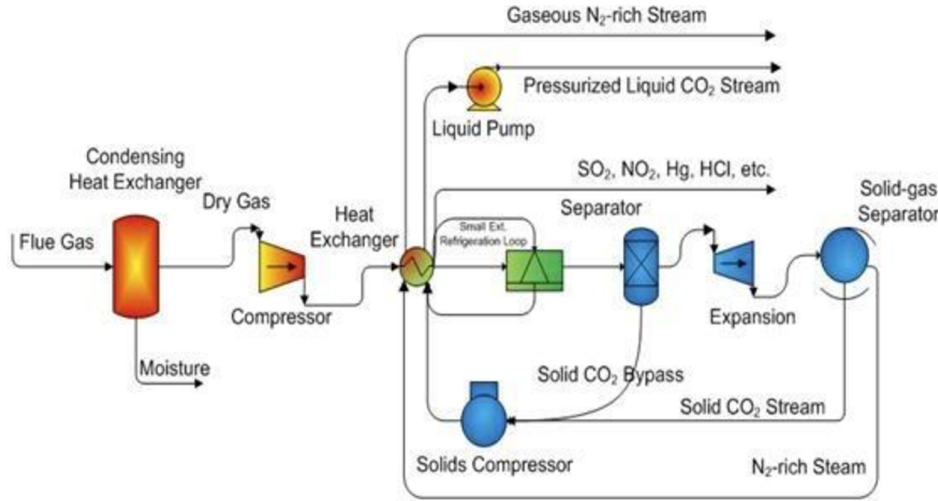 Gaseous N₂-rich Stream
Pressurized Liquid CO₂ Stream
Liquid Pump
Condensing
Heat Exchanger
SO₂, NO₂, Hg, HCl, etc.
Solid-gas
Separator
Dry Gas
Heat
Exchanger
Small Ext.
Refrigeration Loop
Separator
Flue Gas
Compressor
Expansion
Moisture
Solid CO₂ Bypass
Solid CO₂ Stream
Solids Compressor
N₂-rich Steam